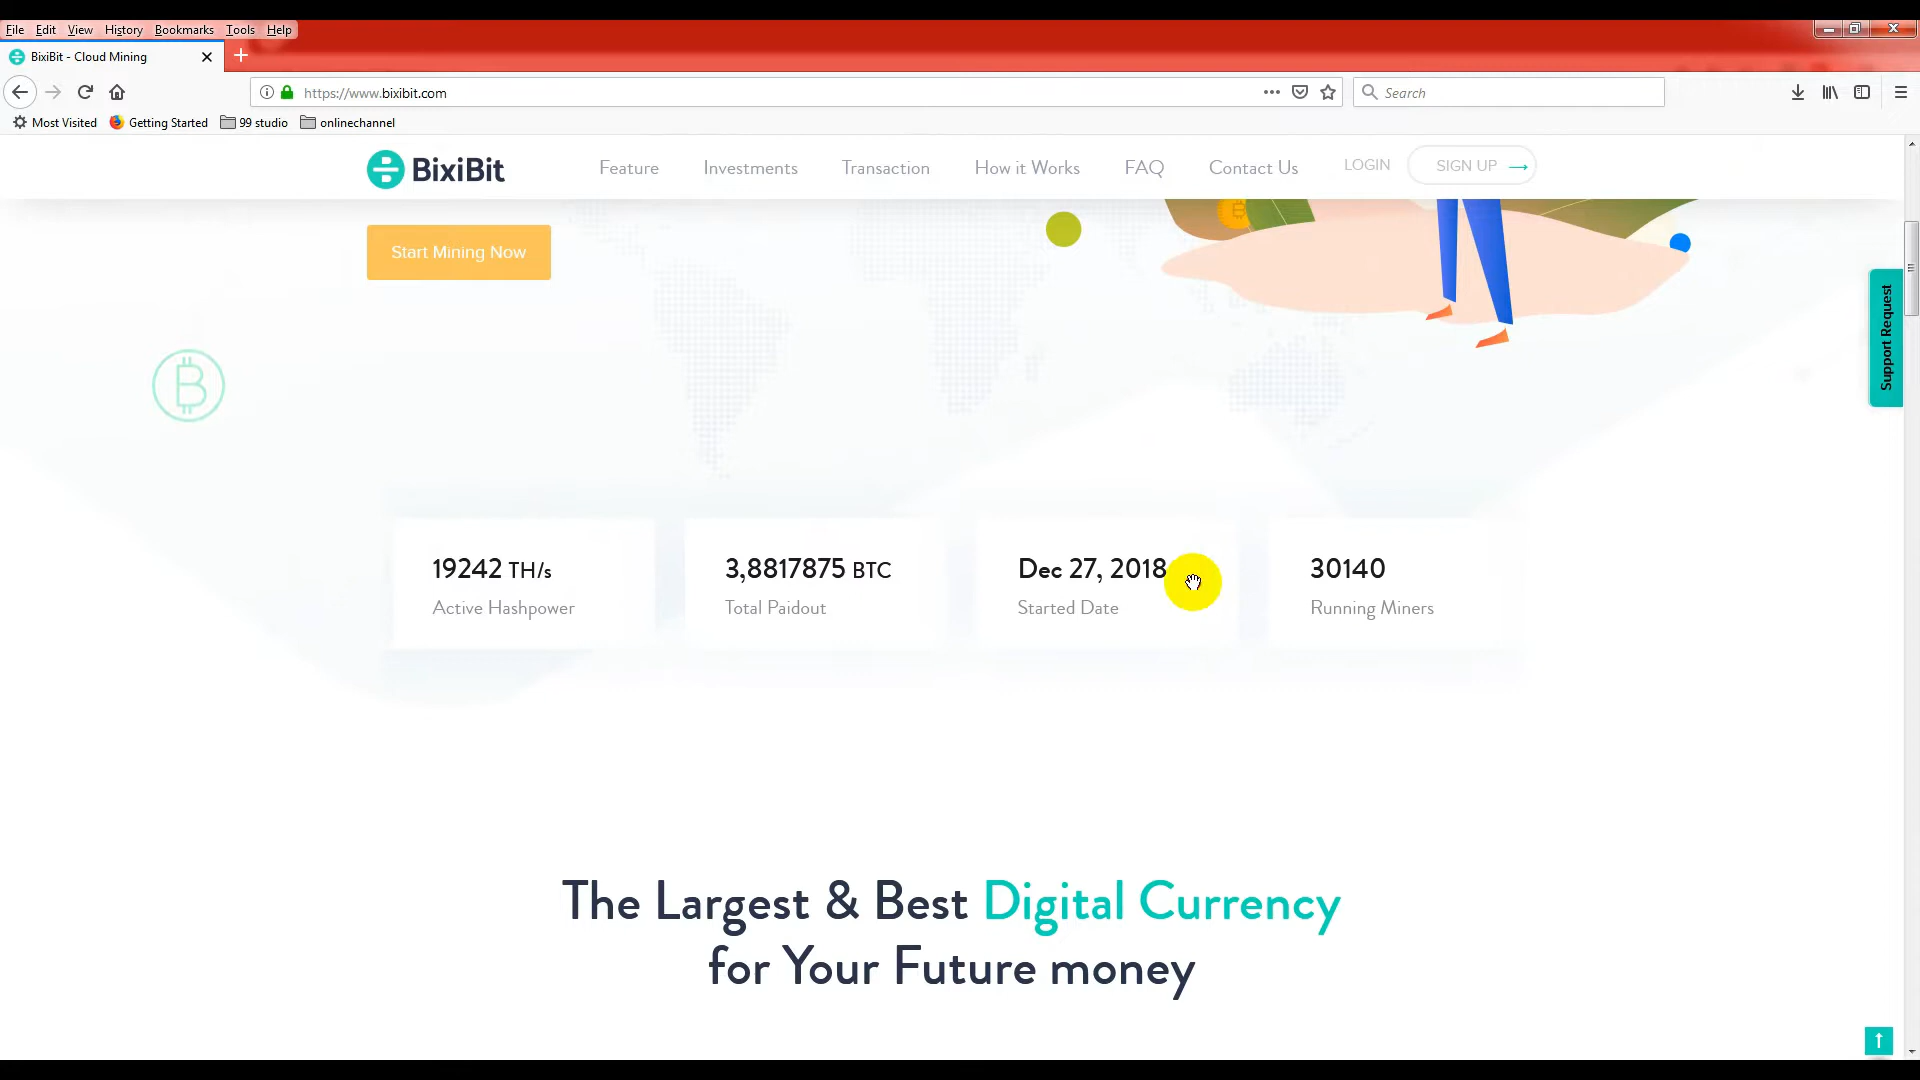 File Edit View History Bookmarks Tools Help
BixiBit - Cloud Mining
https://www.bixibit.com
Search
Most Visited Getting Started 99 studio onlinechannel
BixiBit Feature Investments Transaction How it Works FAQ Contact Us LOGIN SIGN UP →
Start Mining Now
Support Request
19242 TH/s 3,8817875 BTC Dec 27, 2018 30140
Active Hashpower Total Paidout Started Date Running Miners
The Largest & Best Digital Currency
for Your Future money